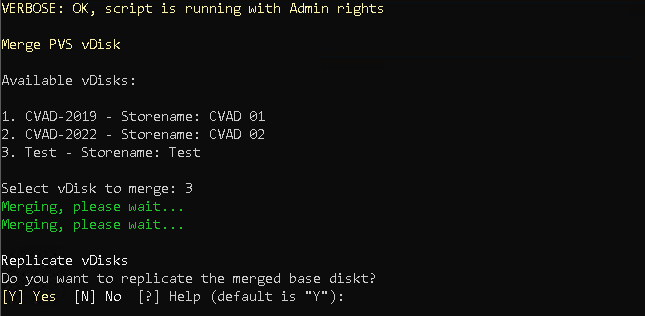 VERBOSE: OK, script is running with Admin rights
Merge PVS vDisk
Available vDisks:
1. CVAD-2019 - Storename: CVAD 01
2. CVAD-2022 - Storename: CVAD 02
3. Test - Storename: Test
Select vDisk to merge: 3
Merging, please wait...
Merging, please wait...
Replicate vDisks
Do you want to replicate the merged base diskt?
[Y] Yes  [N] No  [?] Help (default is "Y"):